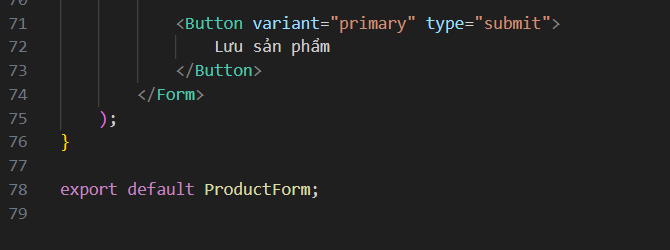 71 <Button variant="primary" type="submit">
72 Lưu sản phẩm
73 </Button>
74 </Form>
75 );
76 }
77
78 export default ProductForm;
79